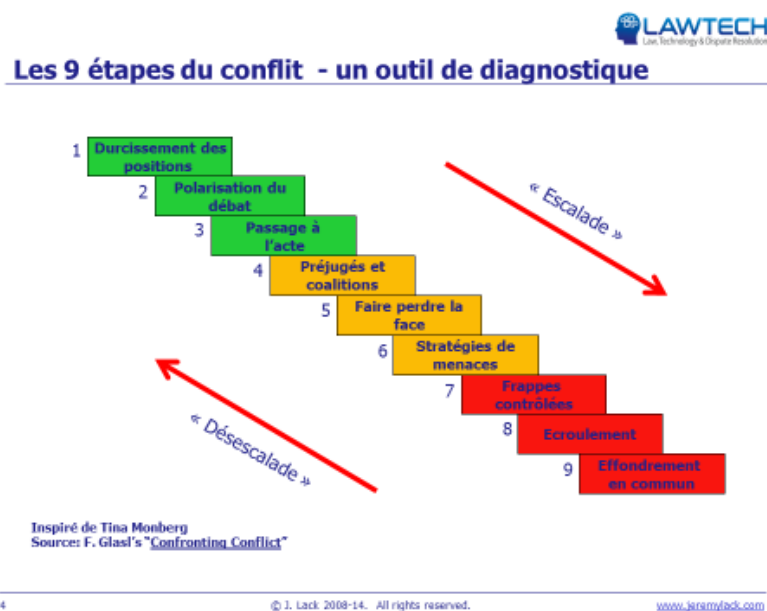 LAWTECH
Law, Technology & Dispute Resolution
Les 9 étapes du conflit - un outil de diagnostique
1 Durcissement des
positions
2 Polarisation du
débat
3 Passage à
l'acte
4 Préjugés et
coalitions
5 Faire perdre la
face
6 Stratégies de
menaces
7 Frappes
contrôlées
8 Ecroulement
9 Effondrement
en commun
« Escalade »
« Désescalade »
Inspiré de Tina Monberg
Source: F. Glasl's "Confronting Conflict"
4
© J. Lack 2008-14. All rights reserved.
www.jeremylack.com